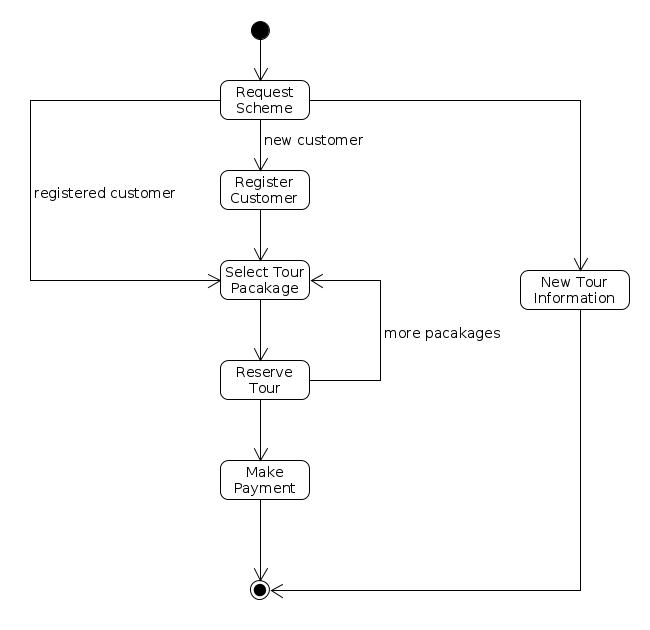 Request
Scheme
new customer
Register
Customer
registered customer
Select Tour
Pacakage
New Tour
Information
more pacakages
Reserve
Tour
Make
Payment